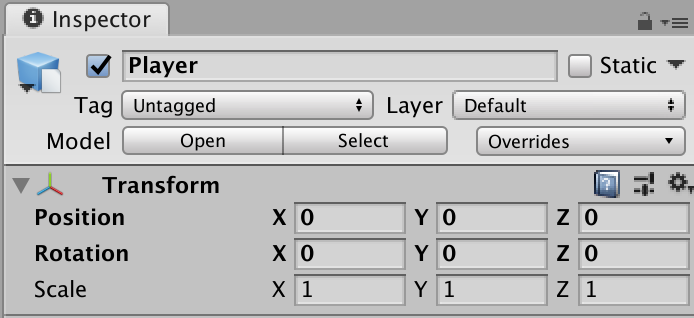 Inspector
Player Static
Tag Untagged Layer Default
Model Open Select Overrides
Transform
Position X 0 Y 0 Z 0
Rotation X 0 Y 0 Z 0
Scale X 1 Y 1 Z 1